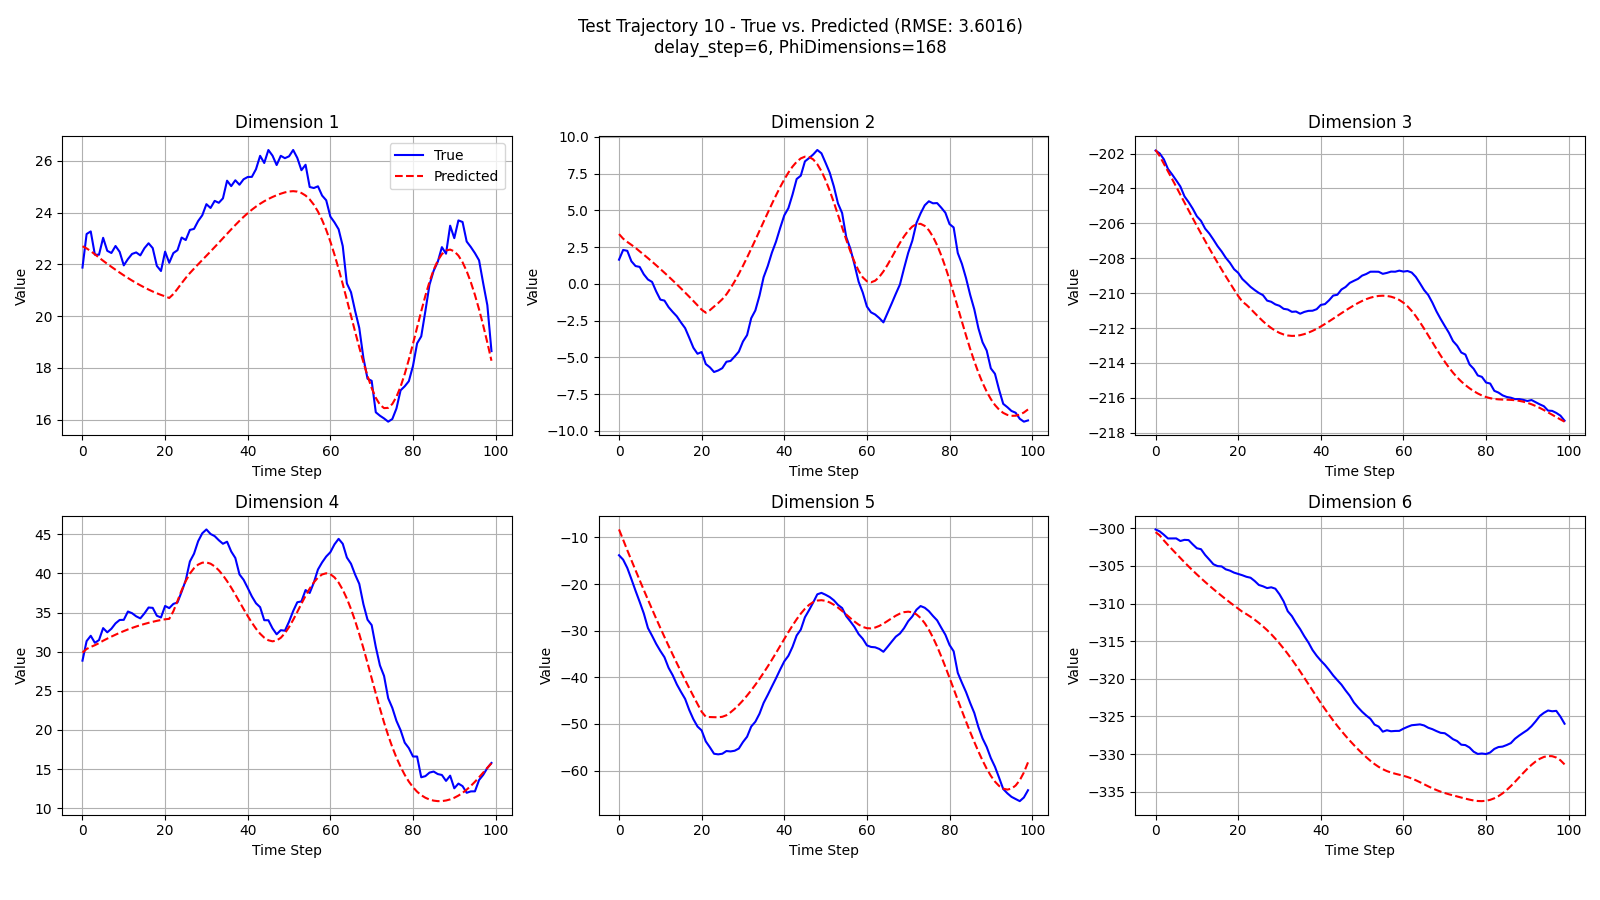 Test Trajectory 10 - True vs. Predicted (RMSE: 3.6016)
delay_step=6, PhiDimensions=168
Dimension 1
Value
26
24
22
20
18
16
0 20 40 60 80 100
Time Step
True
Predicted
Dimension 2
Value
10.0
7.5
5.0
2.5
0.0
−2.5
−5.0
−7.5
−10.0
0 20 40 60 80 100
Time Step
Dimension 3
Value
−202
−204
−206
−208
−210
−212
−214
−216
−218
0 20 40 60 80 100
Time Step
Dimension 4
Value
45
40
35
30
25
20
15
10
0 20 40 60 80 100
Time Step
Dimension 5
Value
−10
−20
−30
−40
−50
−60
0 20 40 60 80 100
Time Step
Dimension 6
Value
−300
−305
−310
−315
−320
−325
−330
−335
0 20 40 60 80 100
Time Step